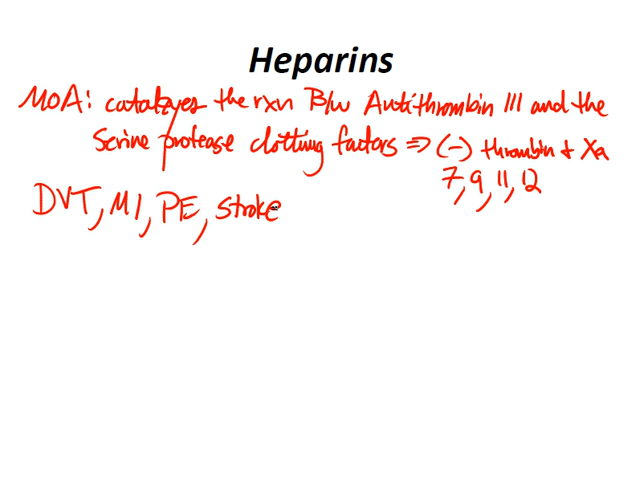 Heparins
MOA: catalyzes the rxn B/w Antithrombin III and the
Serine protease clotting factors ⇒ (-) thrombin + Xa
7, 9, 11, 12
DVT, MI, PE, stroke